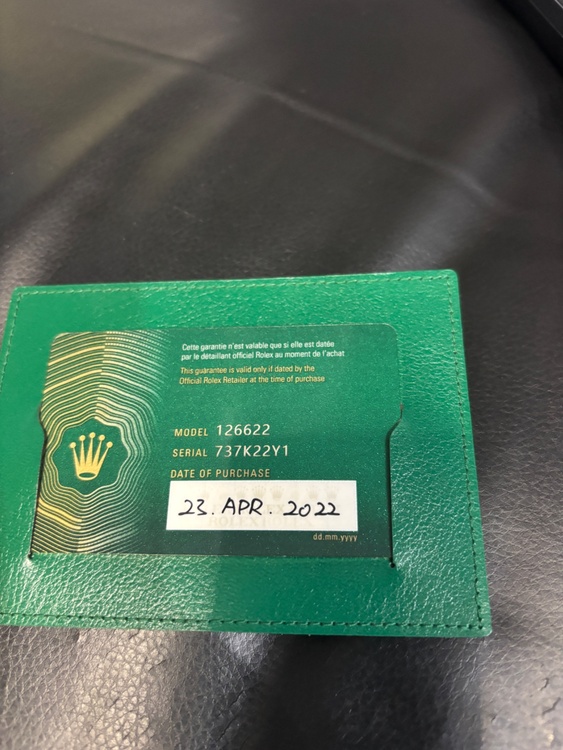 Cette garantie n'est valable que si elle est datée
par le détaillant officiel Rolex au moment de l'achat
This guarantee is valid only if dated by the
Official Rolex Retailer at the time of purchase
MODEL 126622
SERIAL 737K22Y1
DATE OF PURCHASE
23. APR. 2022
ROLEX
dd.mm.yyyy